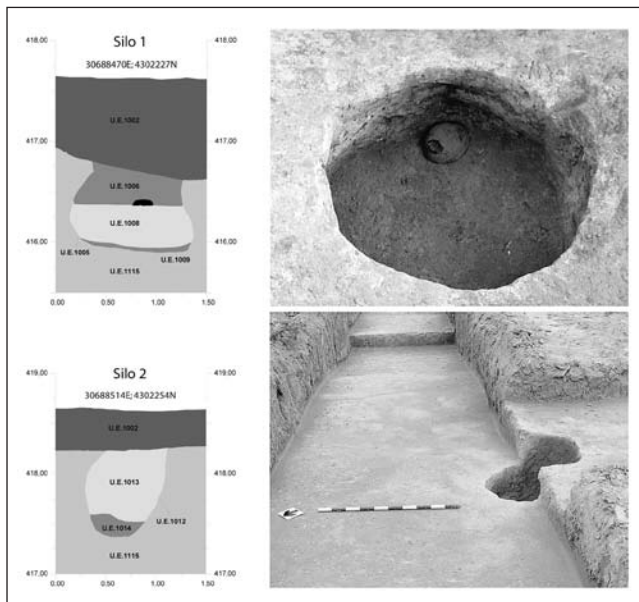 Silo 1
30688470E; 4302227N
418.00 418.00
U.E.1002
417.00 417.00
U.E.1006
U.E.1008
416.00 416.00
U.E.1005 U.E.1009
U.E.1115
0.00 0.50 1.00 1.50
Silo 2
30688514E; 4302254N
419.00 419.00
U.E.1002
418.00 418.00
U.E.1013
U.E.1014 U.E.1012
U.E.1115
417.00 417.00
0.00 0.50 1.00 1.50